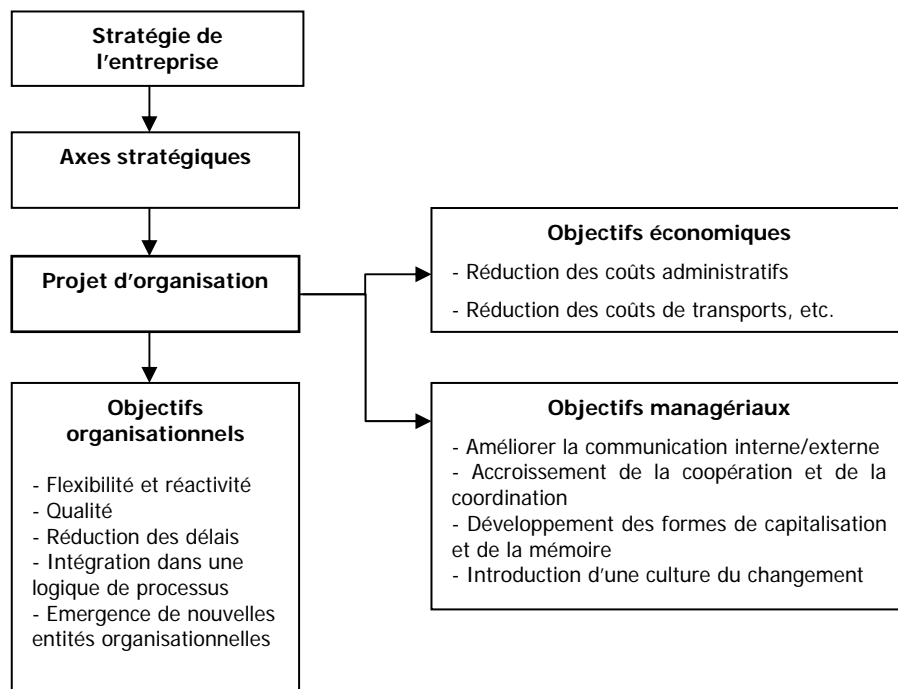 Stratégie de
l'entreprise
Axes stratégiques
Projet d'organisation
Objectifs économiques
- Réduction des coûts administratifs
- Réduction des coûts de transports, etc.
Objectifs
organisationnels
- Flexibilité et réactivité
- Qualité
- Réduction des délais
- Intégration dans une
logique de processus
- Emergence de nouvelles
entités organisationnelles
Objectifs managériaux
- Améliorer la communication interne/externe
- Accroissement de la coopération et de la
coordination
- Développement des formes de capitalisation
et de la mémoire
- Introduction d'une culture du changement